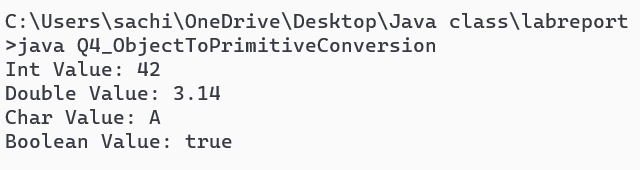 C:\Users\sachi\OneDrive\Desktop\Java class\labreport
>java Q4_ObjectToPrimitiveConversion
Int Value: 42
Double Value: 3.14
Char Value: A
Boolean Value: true